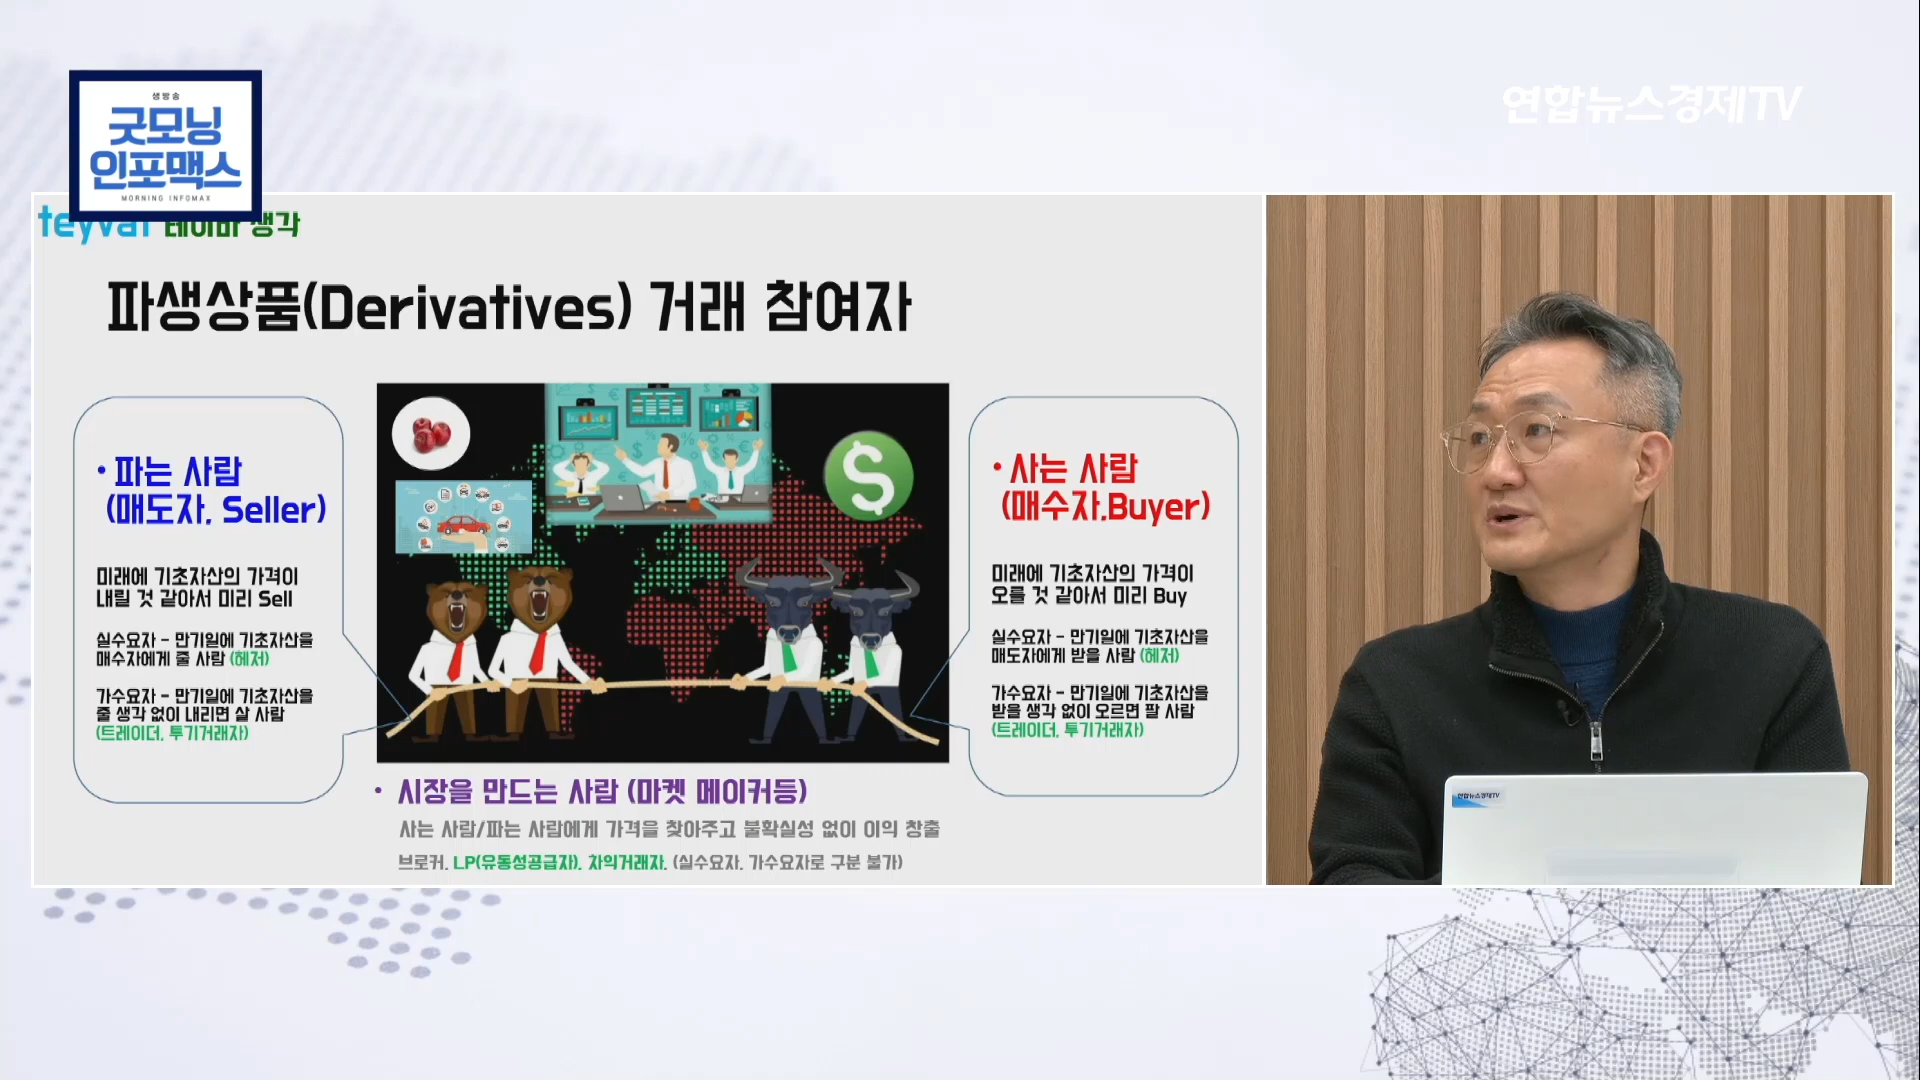 생방송
굿모닝
인포맥스
MORNING INFOMAX
연합뉴스경제TV
teyvat 테이바 생각
파생상품(Derivatives) 거래 참여자
• 파는 사람
(매도자, Seller)
미래에 기초자산의 가격이
내릴 것 같아서 미리 Sell
실수요자 - 만기일에 기초자산을
매수자에게 줄 사람 (헤저)
가수요자 - 만기일에 기초자산을
줄 생각 없이 내리면 살 사람
(트레이더, 투기거래자)
• 사는 사람
(매수자,Buyer)
미래에 기초자산의 가격이
오를 것 같아서 미리 Buy
실수요자 - 만기일에 기초자산을
매도자에게 받을 사람 (헤저)
가수요자 - 만기일에 기초자산을
받을 생각 없이 오르면 팔 사람
(트레이더, 투기거래자)
• 시장을 만드는 사람 (마켓 메이커등)
사는 사람/파는 사람에게 가격을 찾아주고 불확실성 없이 이익 창출
브로커, LP(유동성공급자), 차익거래자, (실수요자, 가수요자로 구분 불가)
연합뉴스경제TV